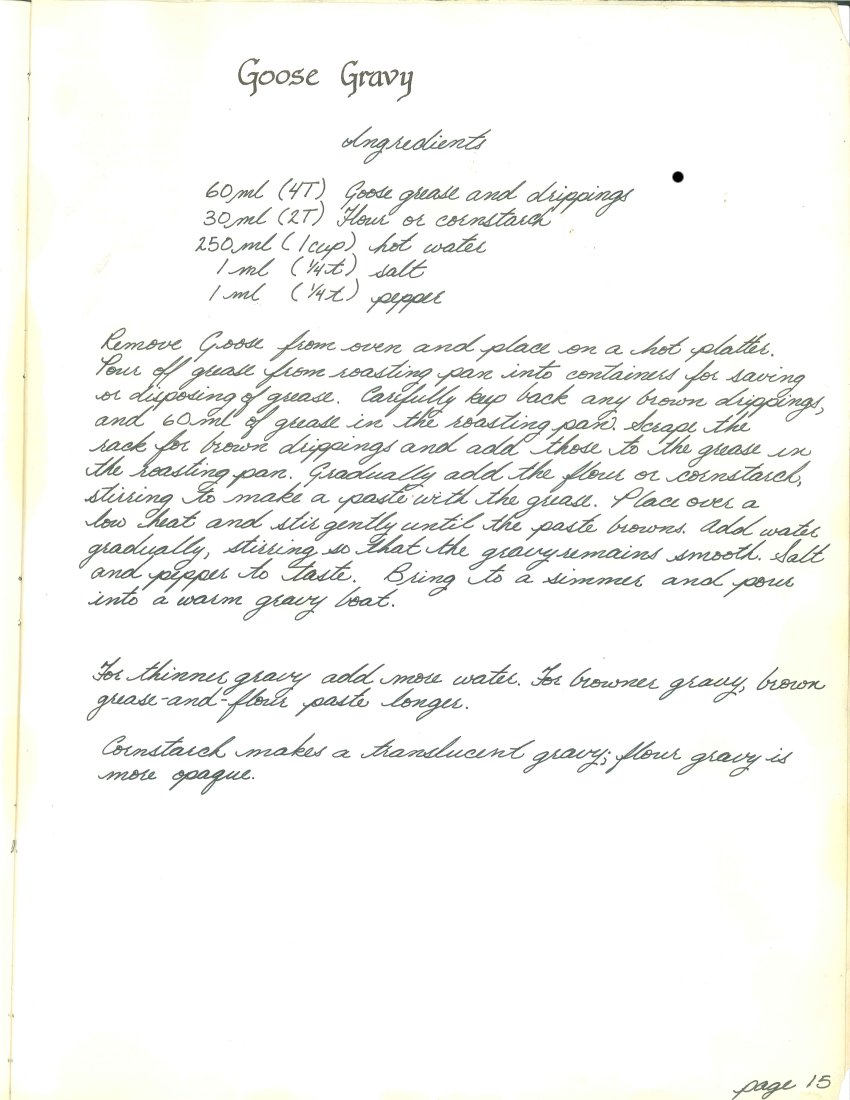 Goose Gravy
Ingredients
60 ml (4T) Goose grease and drippings
30 ml (2T) Flour or cornstarch
250 ml (1 cup) hot water
1 ml (1/4t) salt
1 ml (1/4t) pepper
Remove Goose from oven and place on a hot platter.
Pour off grease from roasting pan into containers for saving
or disposing of grease. Carefully keep back any brown drippings,
and 60 ml of grease in the roasting pan. Scrape the
rack for brown drippings and add those to the grease in
the roasting pan. Gradually add the flour or cornstarch,
stirring to make a paste with the grease. Place over a
low heat and stir gently until the paste browns. Add water
gradually, stirring so that the gravy remains smooth. Salt
and pepper to taste. Bring to a simmer and pour
into a warm gravy boat.
For thinner gravy add more water. For browner gravy, brown
grease-and-flour paste longer.
Cornstarch makes a translucent gravy; flour gravy is
more opaque.
page 15